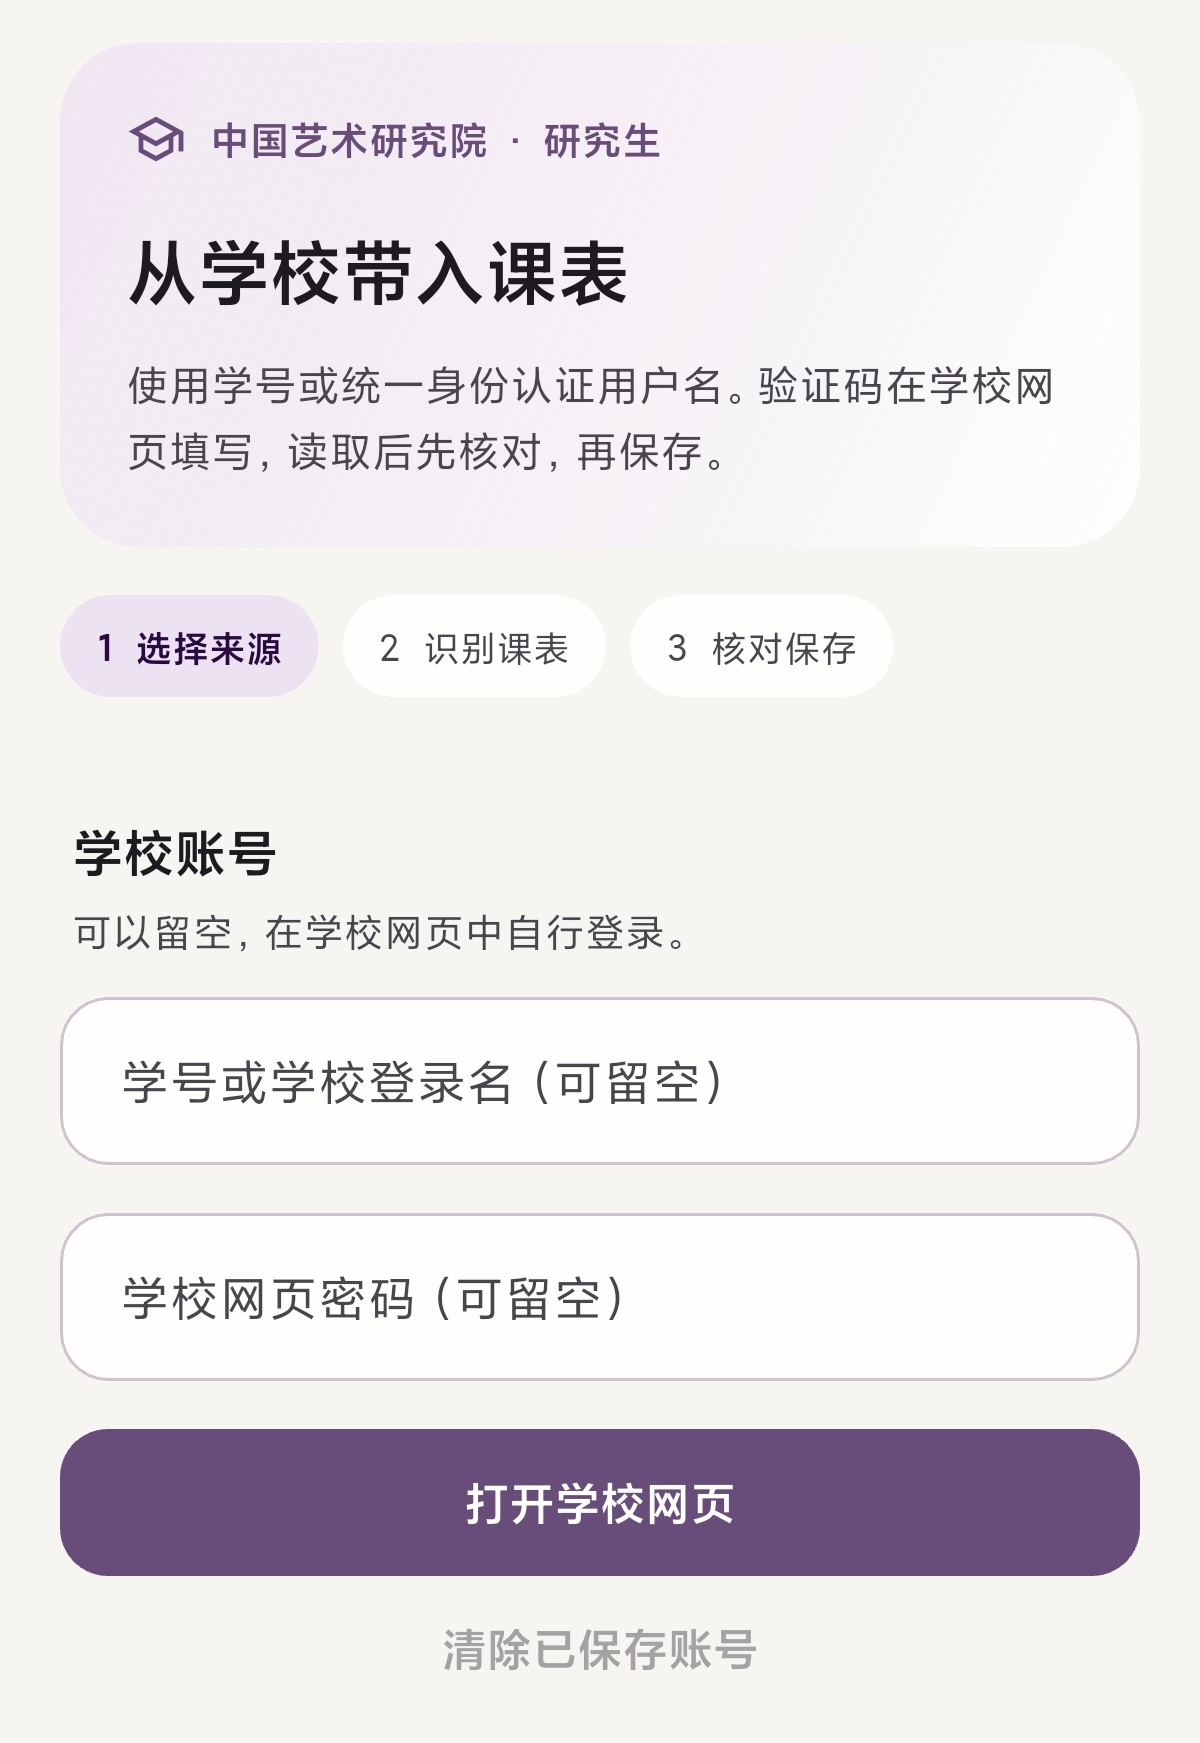 中国艺术研究院 · 研究生
从学校带入课表
使用学号或统一身份认证用户名。验证码在学校网
页填写，读取后先核对，再保存。
1 选择来源 2 识别课表 3 核对保存
学校账号
可以留空，在学校网页中自行登录。
学号或学校登录名（可留空）
学校网页密码（可留空）
打开学校网页
清除已保存账号